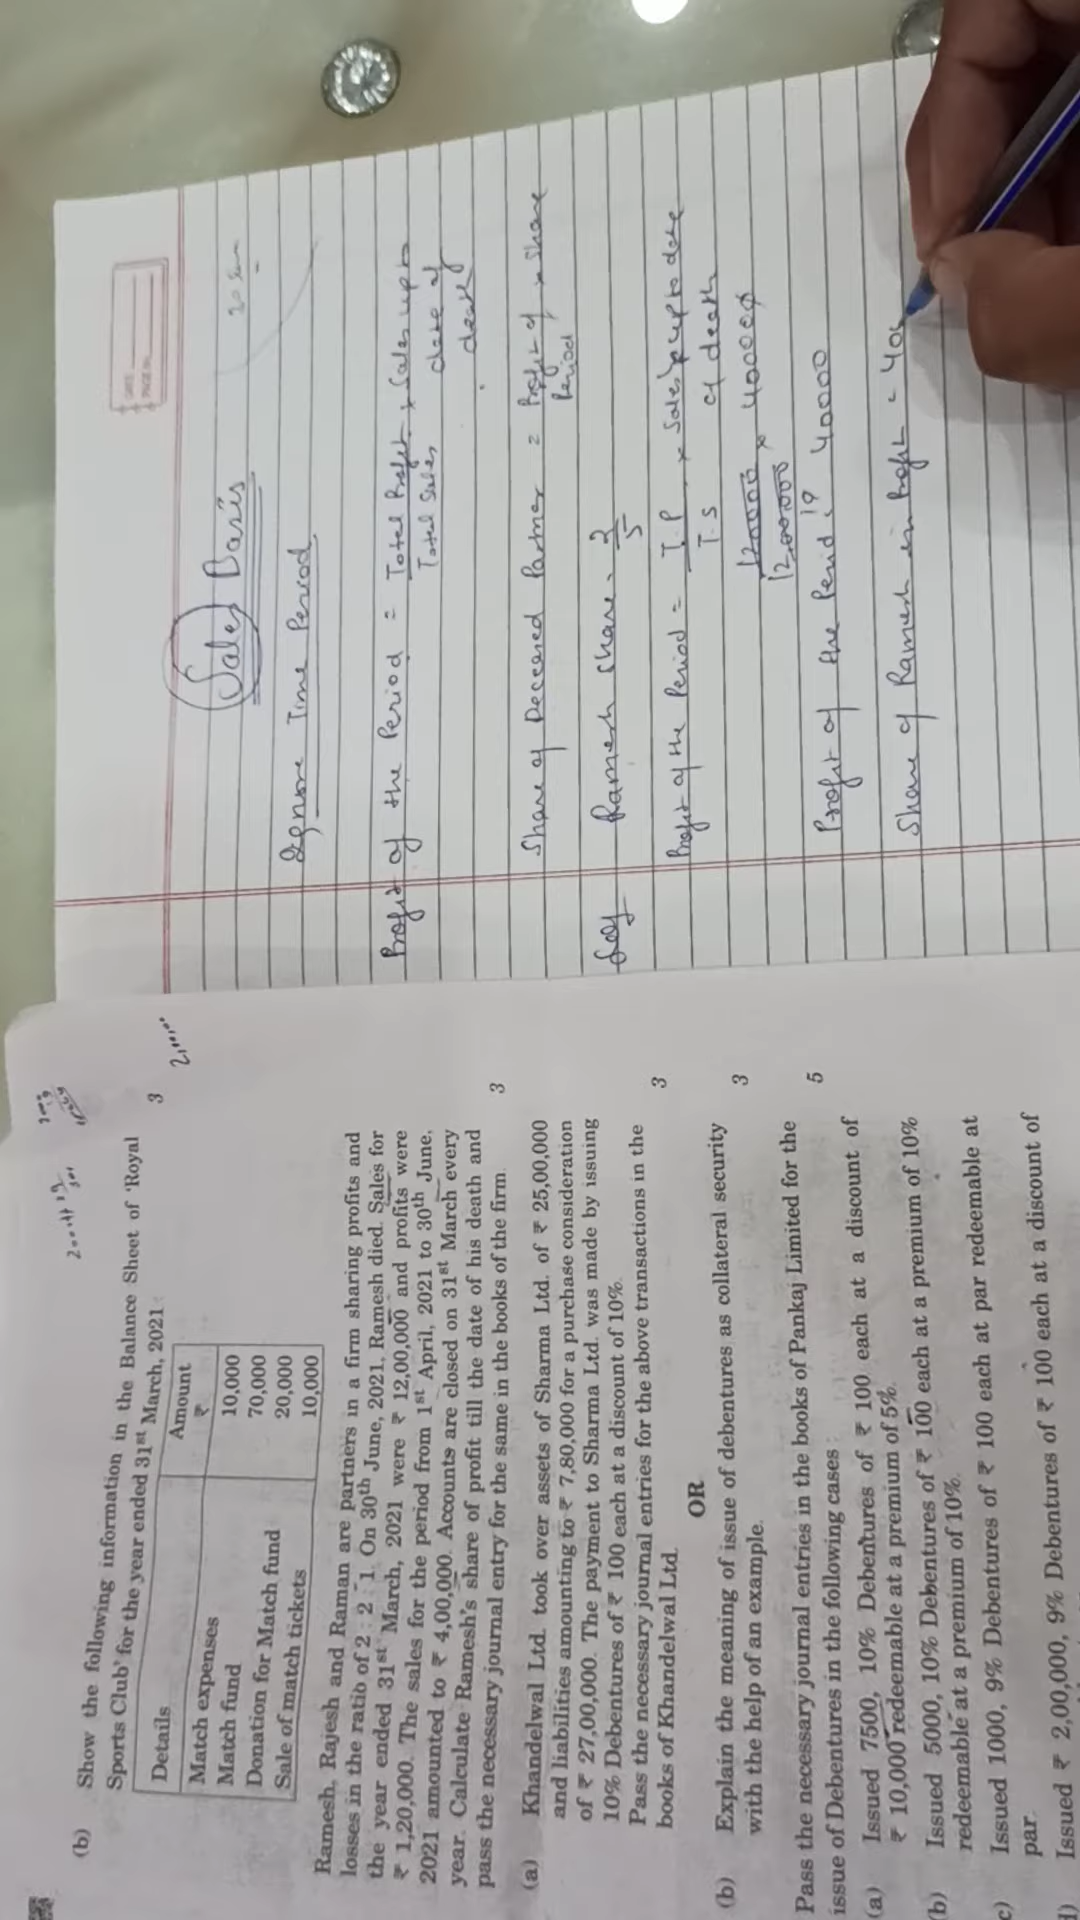 (b) Show the following information in the Balance Sheet of 'Royal
Sports Club' for the year ended 31st March, 2021 : 3
Details Amount
₹
Match expenses 10,000
Match fund 70,000
Donation for Match fund 20,000
Sale of match tickets 10,000
Ramesh, Rajesh and Raman are partners in a firm sharing profits and
losses in the ratio of 2 : 2 : 1. On 30th June, 2021, Ramesh died. Sales for
the year ended 31st March, 2021 were ₹ 12,00,000 and profits were
₹ 1,20,000. The sales for the period from 1st April, 2021 to 30th June,
2021 amounted to ₹ 4,00,000. Accounts are closed on 31st March every
year. Calculate Ramesh's share of profit till the date of his death and
pass the necessary journal entry for the same in the books of the firm. 3
(a) Khandelwal Ltd. took over assets of Sharma Ltd. of ₹ 25,00,000
and liabilities amounting to ₹ 7,80,000 for a purchase consideration
of ₹ 27,00,000. The payment to Sharma Ltd. was made by issuing
10% Debentures of ₹ 100 each at a discount of 10%.
Pass the necessary journal entries for the above transactions in the
books of Khandelwal Ltd. 3
OR
(b) Explain the meaning of issue of debentures as collateral security
with the help of an example. 3
Pass the necessary journal entries in the books of Pankaj Limited for the
issue of Debentures in the following cases : 5
(a) Issued 7500, 10% Debentures of ₹ 100 each at a discount of
₹ 10,000 redeemable at a premium of 5%.
(b) Issued 5000, 10% Debentures of ₹ 100 each at a premium of 10%
redeemable at a premium of 10%.
c) Issued 1000, 9% Debentures of ₹ 100 each at par redeemable at
par.
d) Issued ₹ 2,00,000, 9% Debentures of ₹ 100 each at a discount of
DATE
PAGE No.
Sales Basis
Ignore Time Period
Profit of the Period = Total Profit × Sales upto
Total Sales date of
death
Share of Deceased Partner = Profit of × Share
Period
Sol Ramesh Share - 2
5
Profit of the Period = T.P × Sales upto date
T.S of death
120000 × 400000
1200000
Profit of the Period : 40000
Share of Ramesh in Profit -